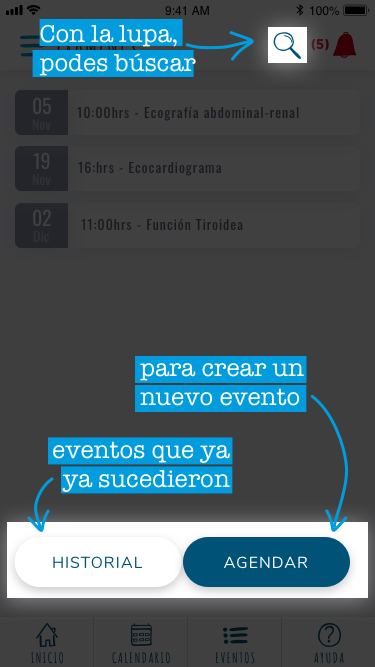 9:41 AM
100%
Con la lupa,
podes búscar
(5)
05
Nov
10:00hrs - Ecografía abdominal-renal
19
Nov
16:hrs - Ecocardiograma
02
Dic
11:00hrs - Función Tiroidea
para crear un
nuevo evento
eventos que ya
ya sucedieron
HISTORIAL
AGENDAR
INICIO
CALENDARIO
EVENTOS
AYUDA